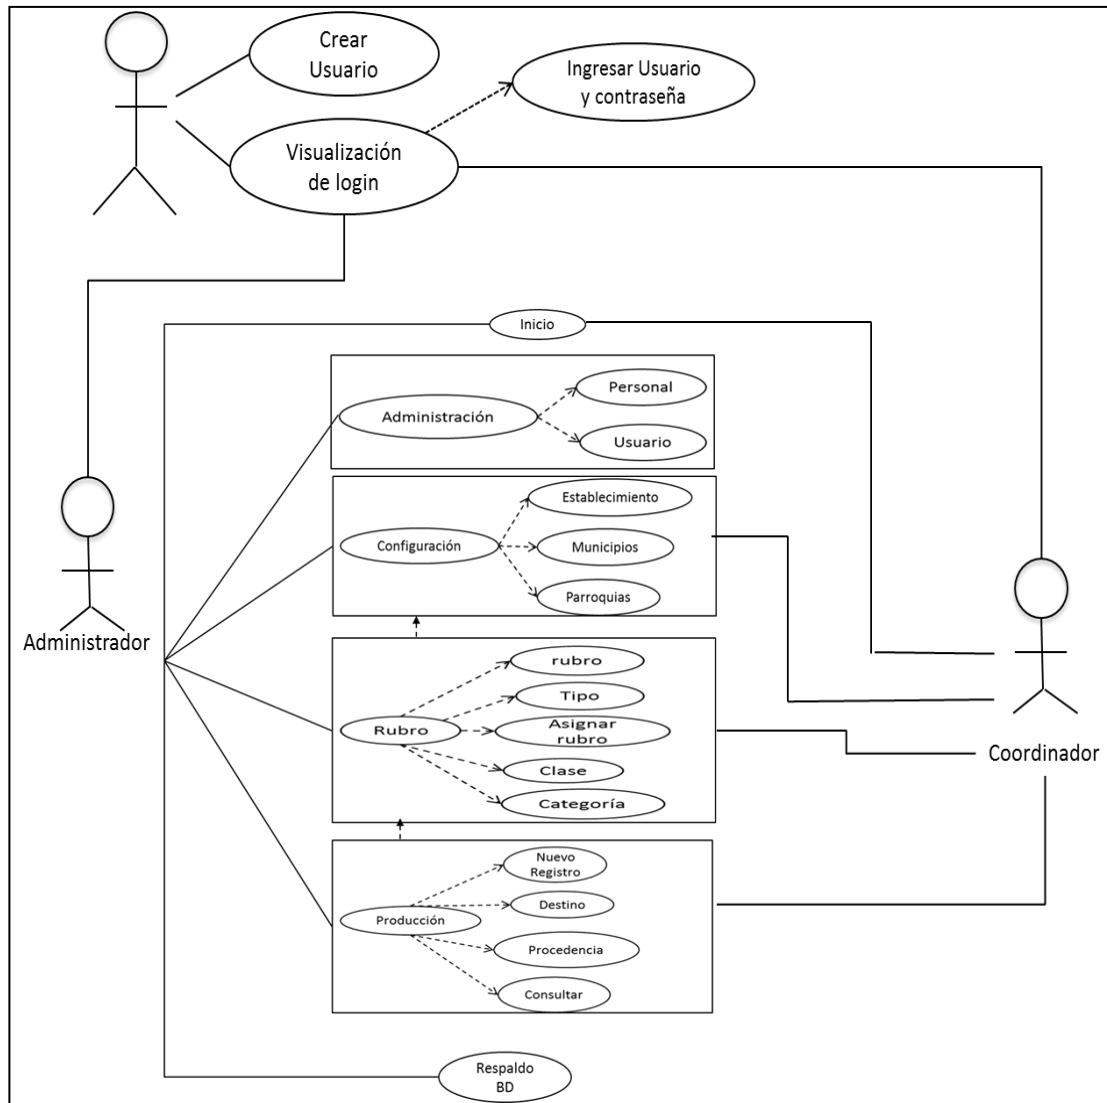 Crear
Usuario
Ingresar Usuario
y contraseña
Visualización
de login
Inicio
Personal
Administración
Usuario
Establecimiento
Configuración
Municipios
Parroquias
Administrador
rubro
Tipo
Rubro
Asignar
rubro
Clase
Categoría
Coordinador
Nuevo
Registro
Destino
Producción
Procedencia
Consultar
Respaldo
BD